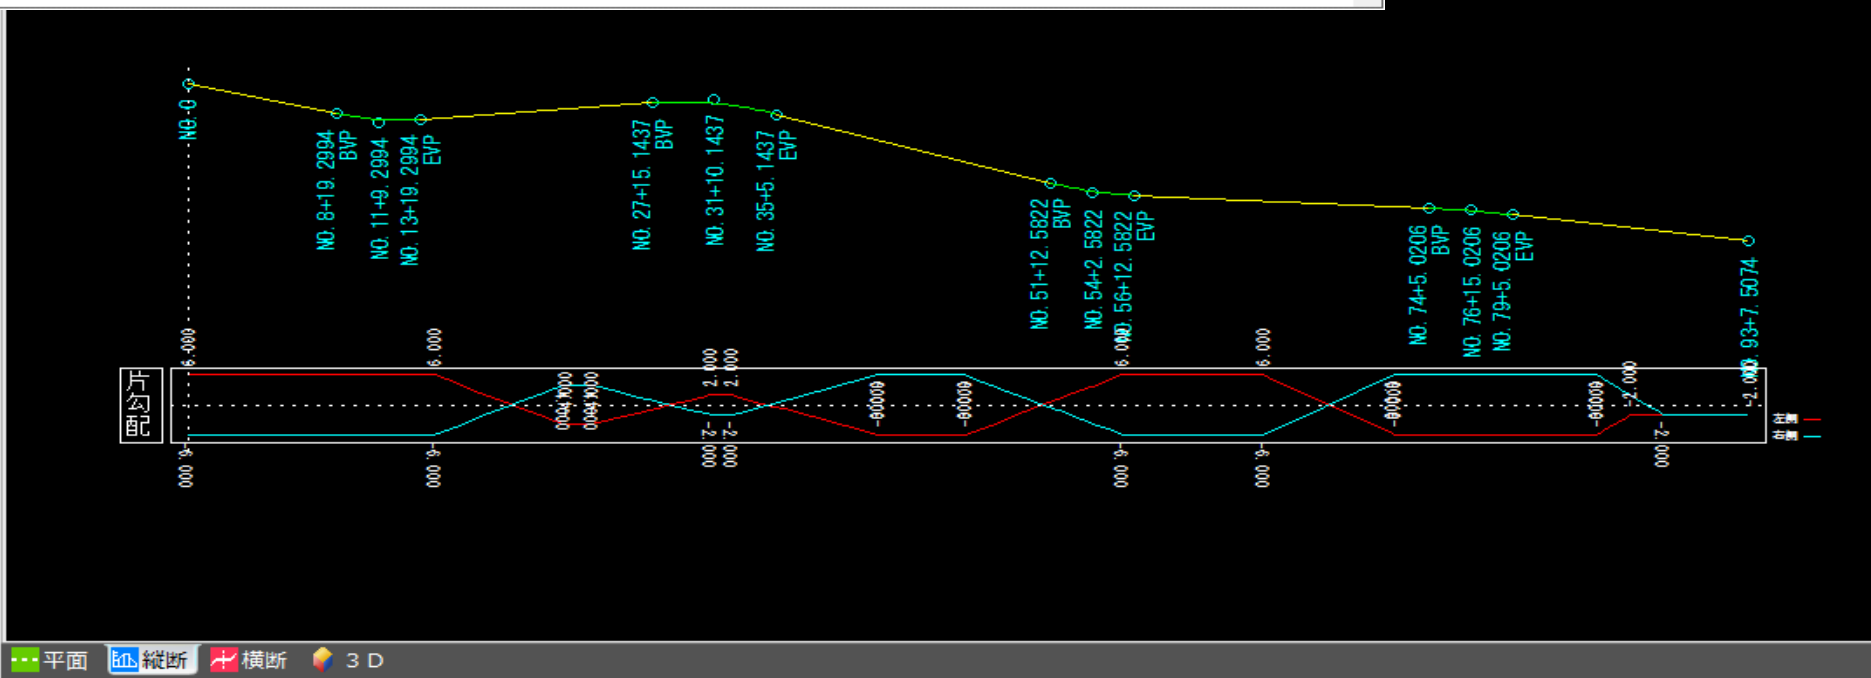 NO. 0
NO. 8+19. 2994
BVP
NO. 11+9. 2994
NO. 13+19. 2994
EVP
NO. 27+15. 1437
BVP
NO. 31+10. 1437
NO. 35+5. 1437
EVP
NO. 51+12. 5822
BVP
NO. 54+2. 5822
NO. 56+12. 5822
EVP
NO. 74+5. 0206
BVP
NO. 76+15. 0206
NO. 79+5. 0206
EVP
93+7. 5074
6.000
6.000
2.000
2.000
6.000
6.000
-2.000
-2.000
片勾配
-6.000
-6.000
-2.000
-2.000
-6.000
-6.000
-2.000
左側
右側
平面
縦断
横断
3D